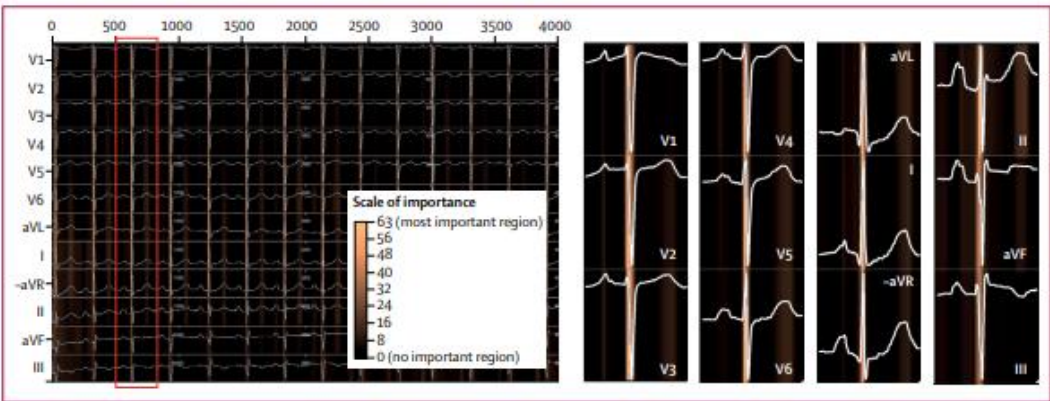 0 500 1000 1500 2000 2500 3000 3500 4000
V1
V2
V3
V4
V5
V6
aVL
I
-aVR
II
aVF
III
Scale of importance
63 (most important region)
56
48
40
32
24
16
8
0 (no important region)
V1
V2
V3
V4
V5
V6
aVL
I
-aVR
II
aVF
III